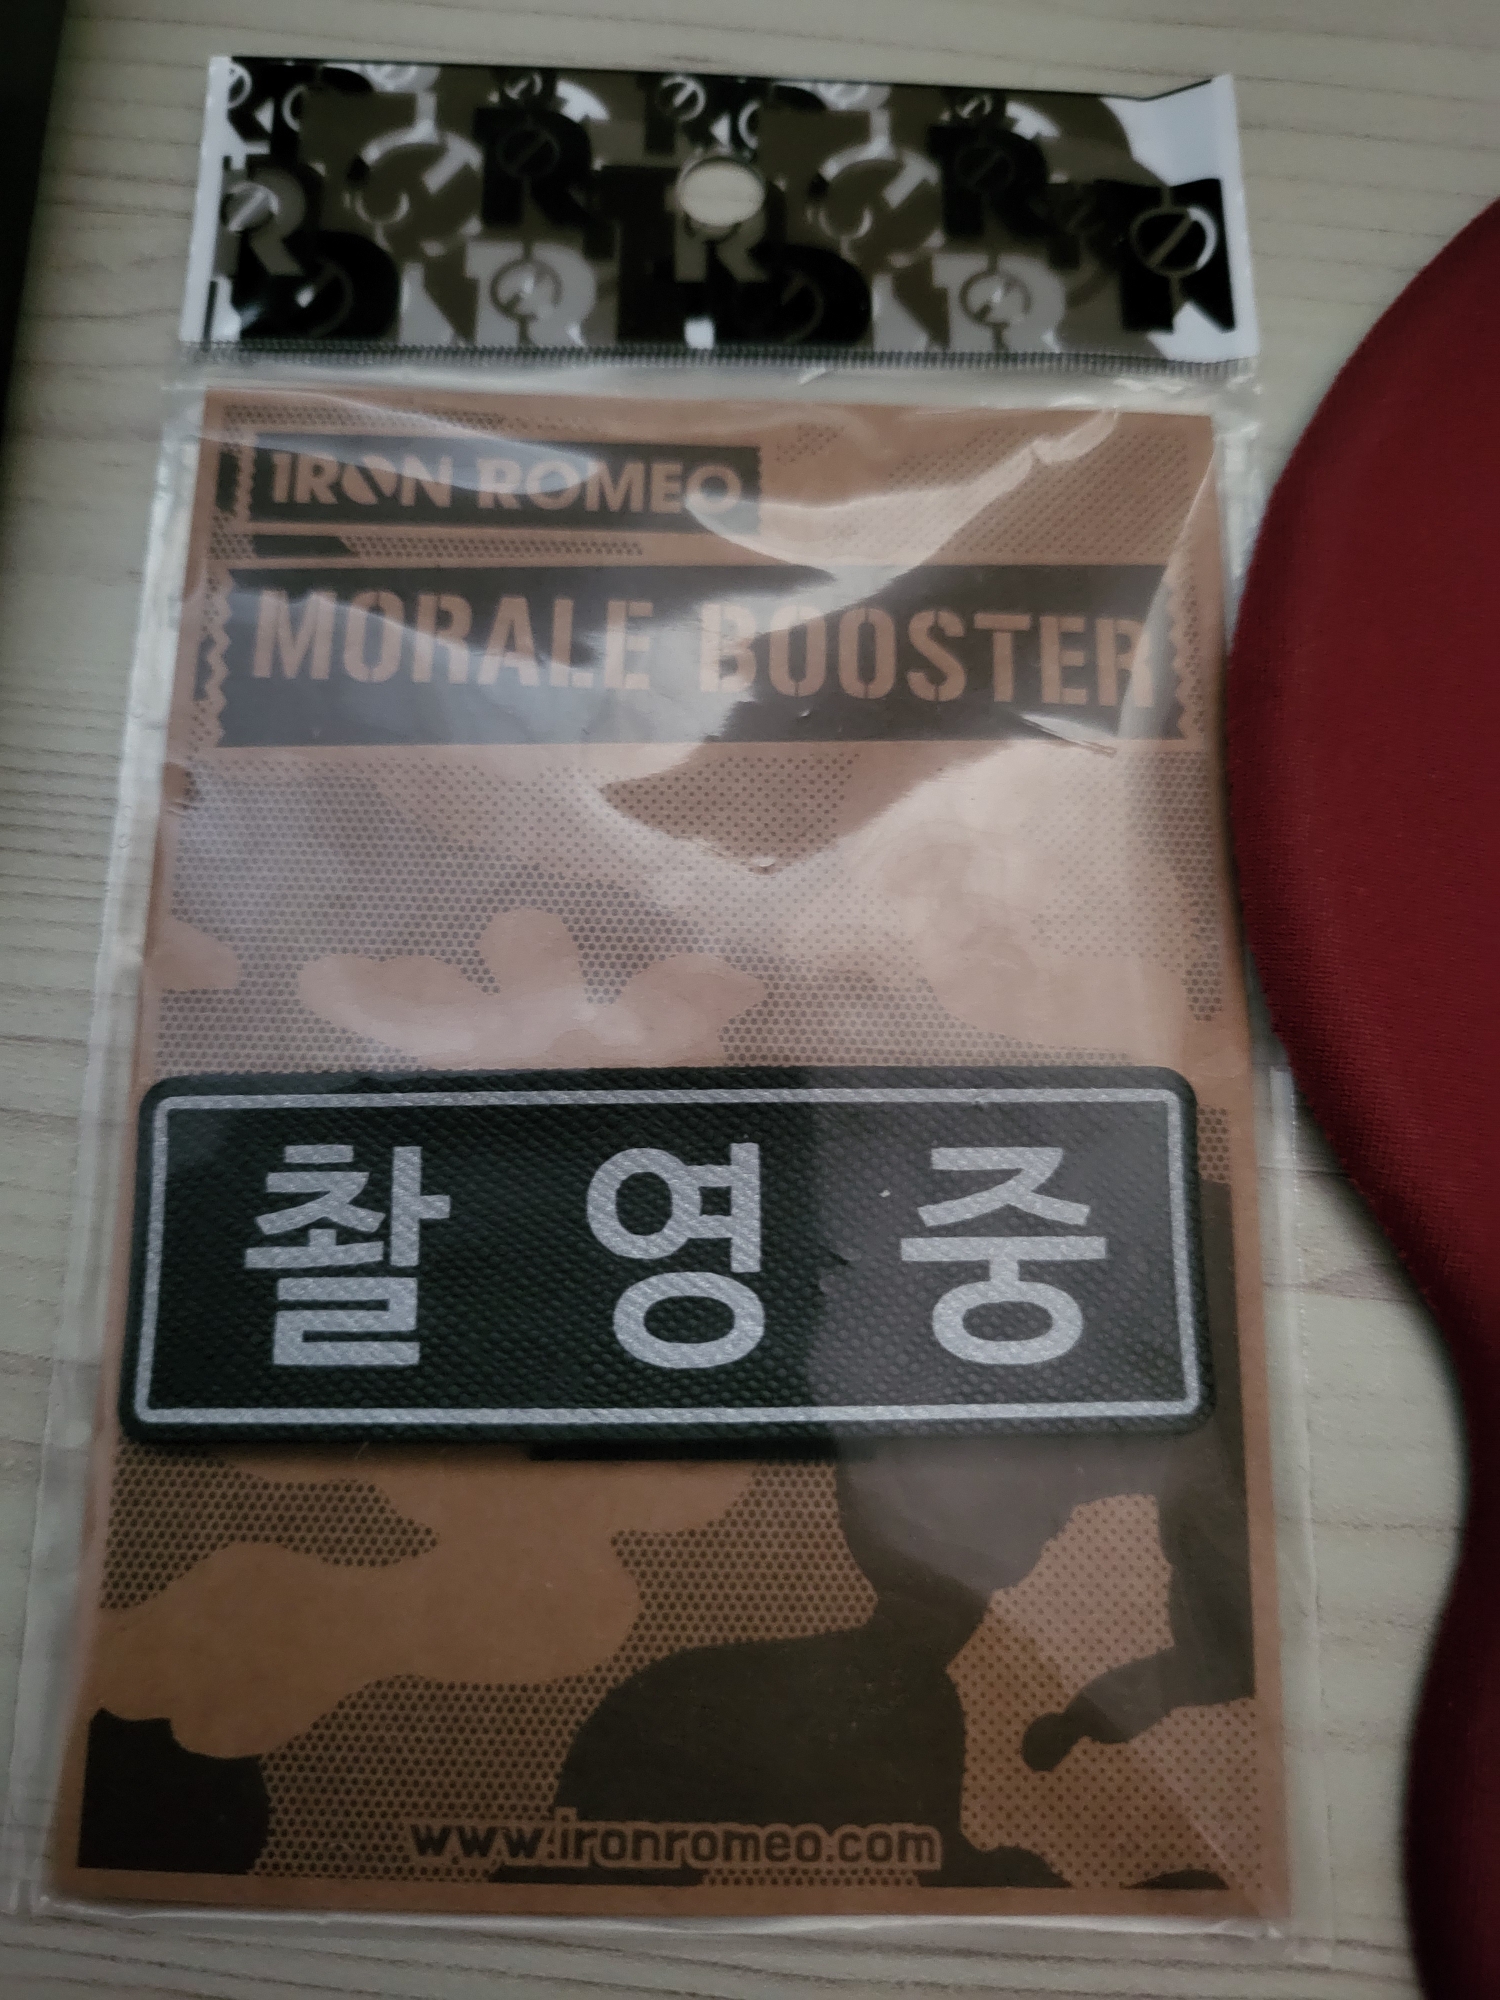 IRON ROMEO
MORALE BOOSTER
촬 영 중
www.ironromeo.com